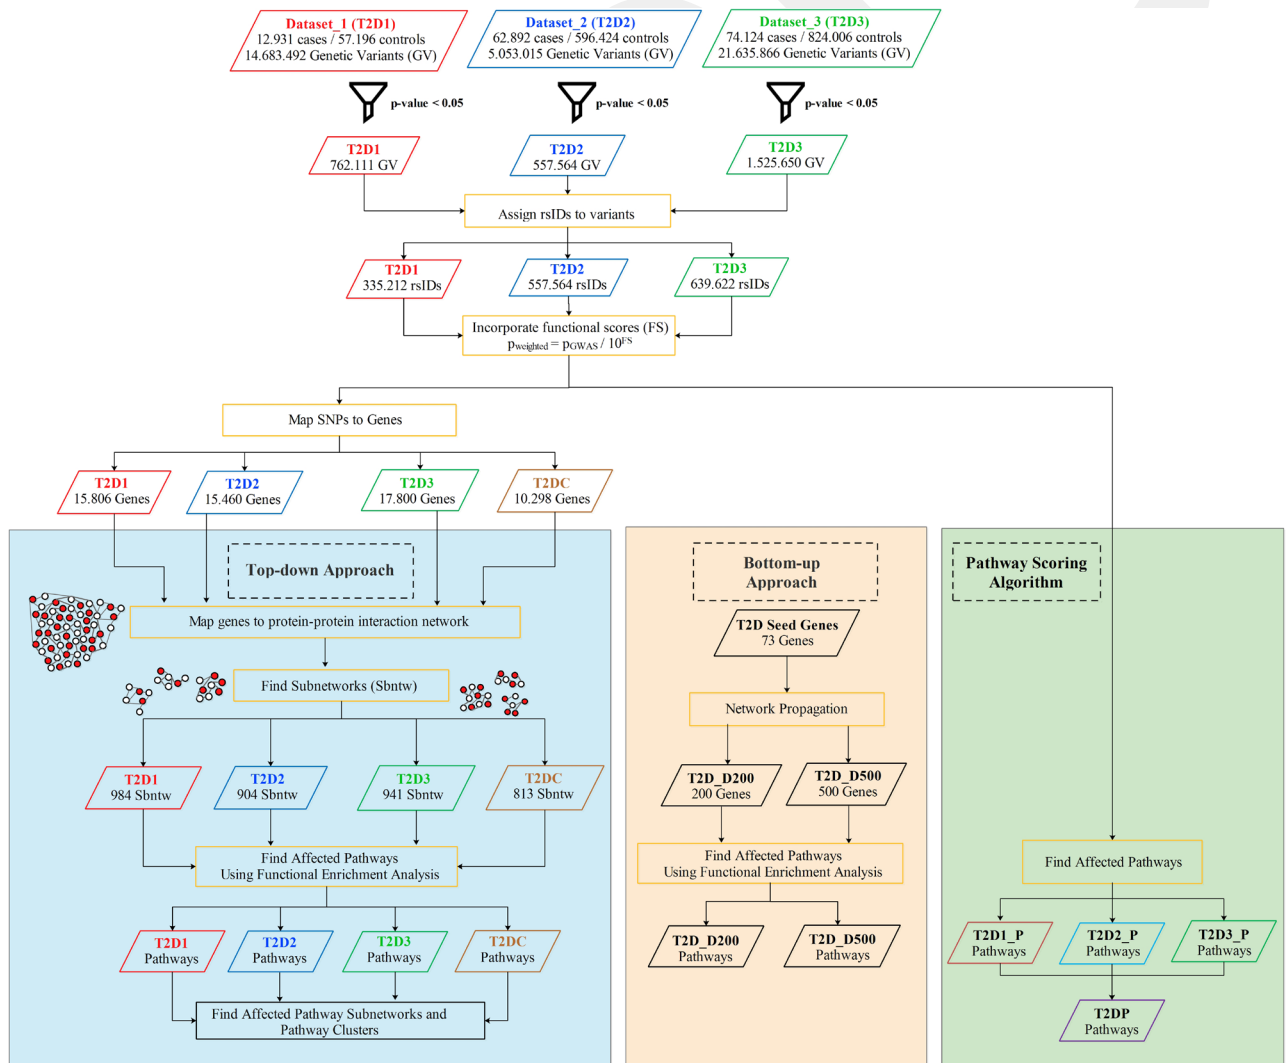 Dataset_1 (T2D1)
12.931 cases / 57.196 controls
14.683.492 Genetic Variants (GV)
Dataset_2 (T2D2)
62.892 cases / 596.424 controls
5.053.015 Genetic Variants (GV)
Dataset_3 (T2D3)
74.124 cases / 824.006 controls
21.635.866 Genetic Variants (GV)
p-value < 0.05
p-value < 0.05
p-value < 0.05
T2D1
762.111 GV
T2D2
557.564 GV
T2D3
1.525.650 GV
Assign rsIDs to variants
T2D1
335.212 rsIDs
T2D2
557.564 rsIDs
T2D3
639.622 rsIDs
Incorporate functional scores (FS)
pweighted = pGWAS / 10^FS
Map SNPs to Genes
T2D1
15.806 Genes
T2D2
15.460 Genes
T2D3
17.800 Genes
T2DC
10.298 Genes
Top-down Approach
Map genes to protein-protein interaction network
Find Subnetworks (Sbntw)
T2D1
984 Sbntw
T2D2
904 Sbntw
T2D3
941 Sbntw
T2DC
813 Sbntw
Find Affected Pathways
Using Functional Enrichment Analysis
T2D1
Pathways
T2D2
Pathways
T2D3
Pathways
T2DC
Pathways
Find Affected Pathway Subnetworks and
Pathway Clusters
Bottom-up
Approach
T2D Seed Genes
73 Genes
Network Propagation
T2D_D200
200 Genes
T2D_D500
500 Genes
Find Affected Pathways
Using Functional Enrichment Analysis
T2D_D200
Pathways
T2D_D500
Pathways
Pathway Scoring
Algorithm
Find Affected Pathways
T2D1_P
Pathways
T2D2_P
Pathways
T2D3_P
Pathways
T2DP
Pathways